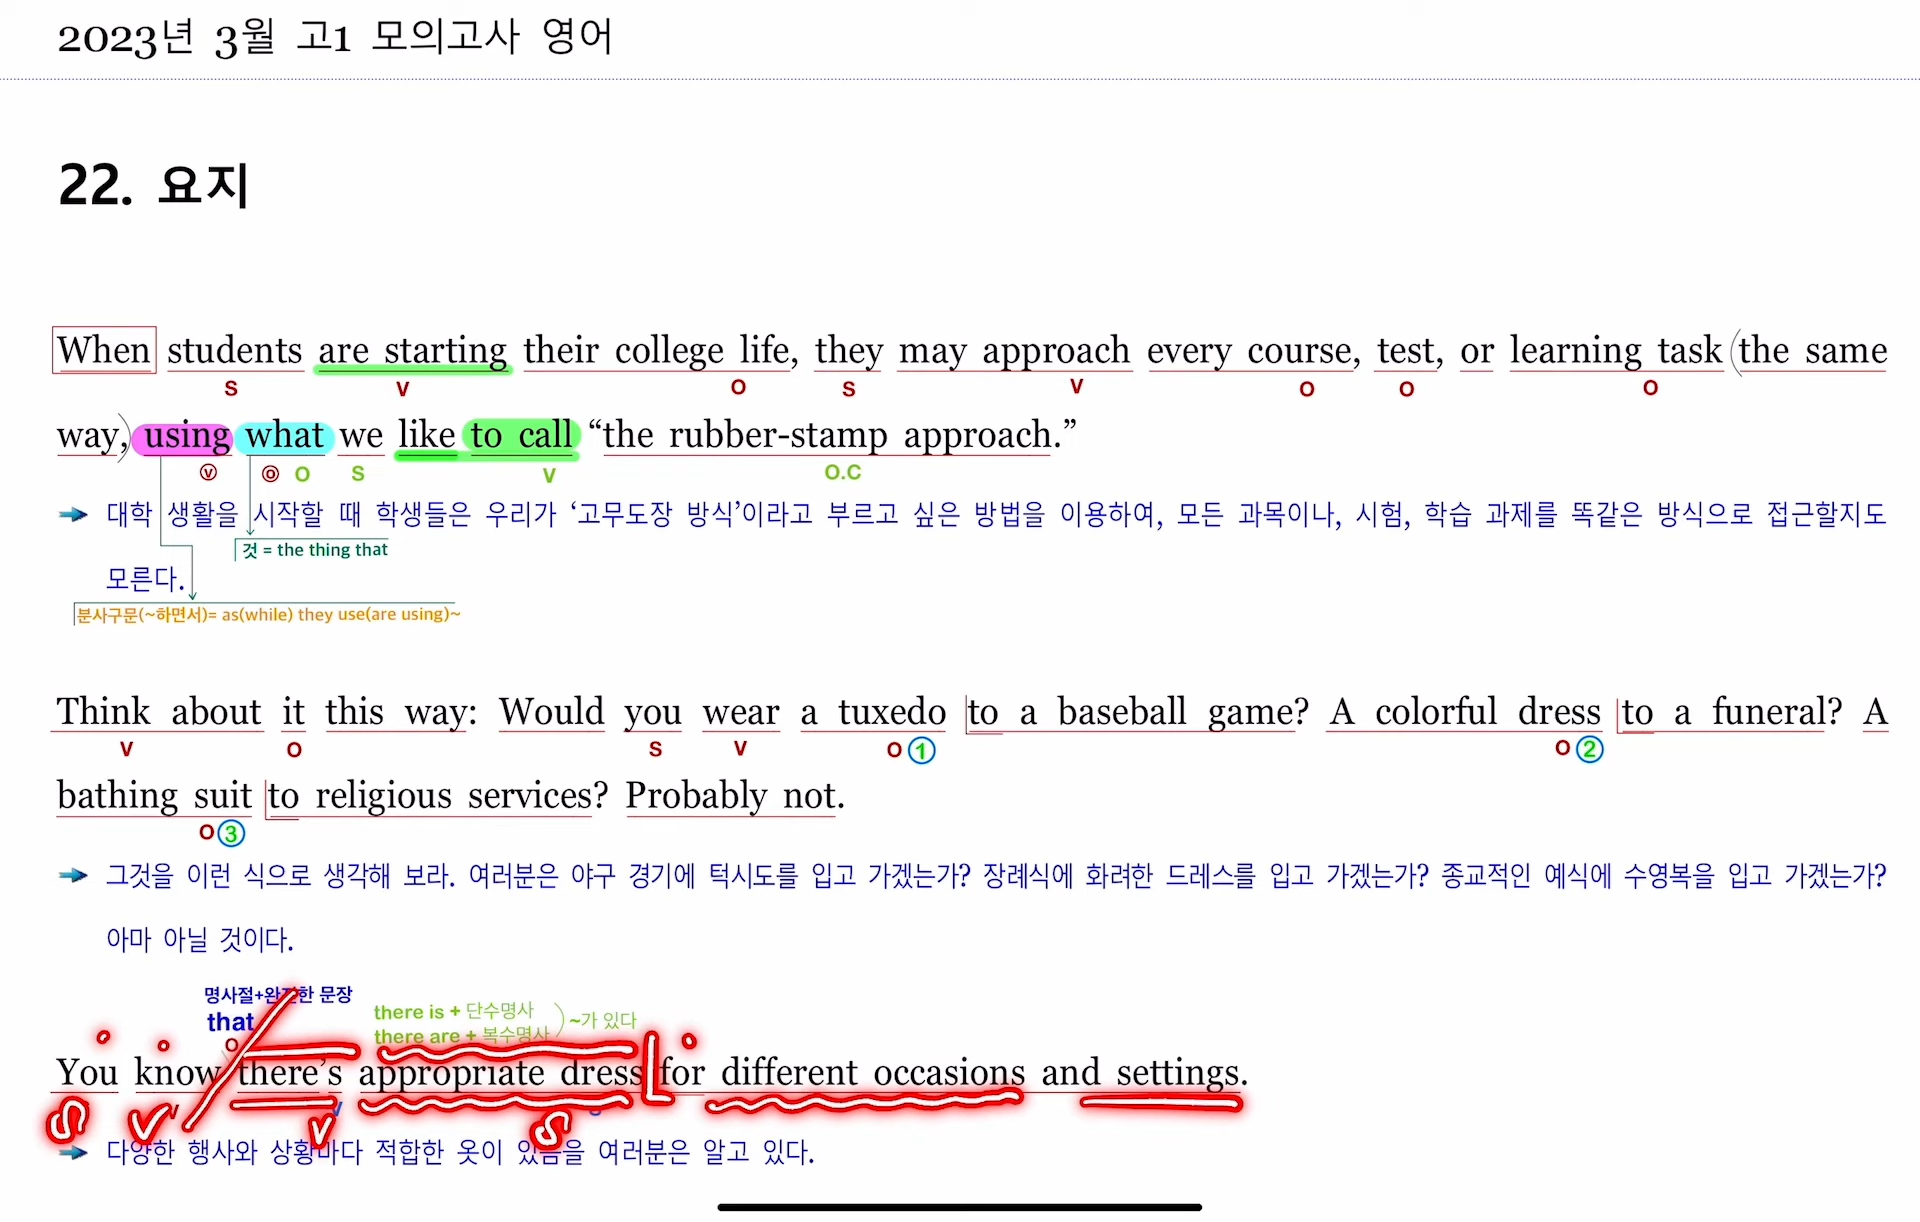 2023년 3월 고1 모의고사 영어
22. 요지
When students are starting their college life, they may approach every course, test, or learning task (the same
S V O S V O O O
way,) using what we like to call “the rubber-stamp approach.”
ⓥ ⓞ O S V O.C
➔ 대학 생활을 시작할 때 학생들은 우리가 ‘고무도장 방식’이라고 부르고 싶은 방법을 이용하여, 모든 과목이나, 시험, 학습 과제를 똑같은 방식으로 접근할지도
것 = the thing that
모른다.
분사구문(~하면서)= as(while) they use(are using)~
Think about it this way: Would you wear a tuxedo to a baseball game? A colorful dress to a funeral? A
V O S V O① O②
bathing suit to religious services? Probably not.
O③
➔ 그것을 이런 식으로 생각해 보라. 여러분은 야구 경기에 턱시도를 입고 가겠는가? 장례식에 화려한 드레스를 입고 가겠는가? 종교적인 예식에 수영복을 입고 가겠는가?
아마 아닐 것이다.
명사절+완전한 문장
that
there is + 단수명사
there are + 복수명사
) ~가 있다
O
You know there’s appropriate dress for different occasions and settings.
S V V S
➔ 다양한 행사와 상황마다 적합한 옷이 있음을 여러분은 알고 있다.